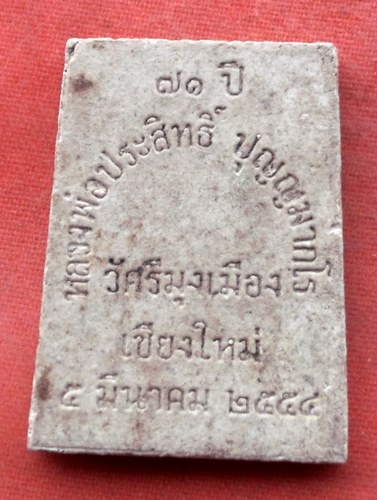 ๗๑ ปี
หลวงพ่อประสิทธิ์ ปุญญมากโร
วัดศรีมุงเมือง
เชียงใหม่
๕ มีนาคม ๒๕๕๔